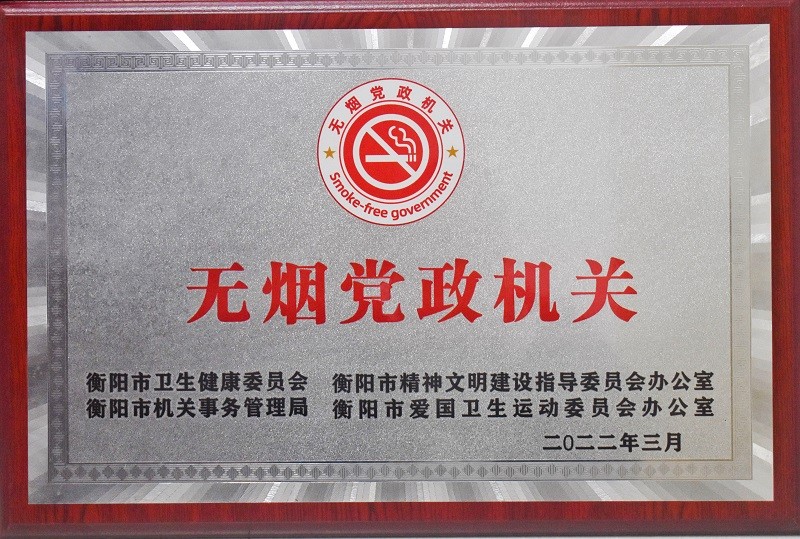 无烟党政机关
Smoke-free government
无烟党政机关
衡阳市卫生健康委员会 衡阳市精神文明建设指导委员会办公室
衡阳市机关事务管理局 衡阳市爱国卫生运动委员会办公室
二〇二二年三月